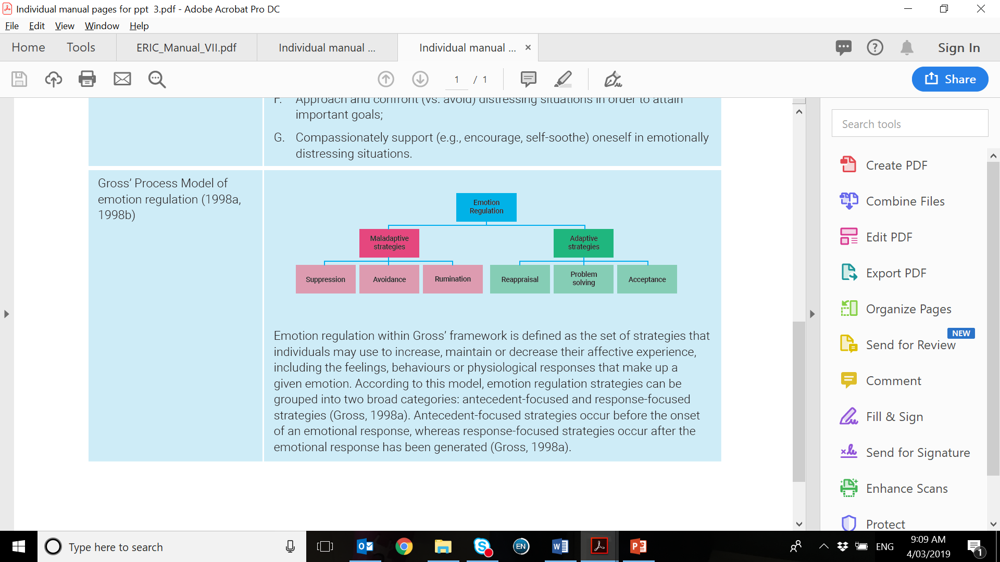 Individual manual pages for ppt  3.pdf - Adobe Acrobat Pro DC
File Edit View Window Help
Home Tools ERIC_Manual_VII.pdf Individual manual ... Individual manual ... × Sign In
1 / 1 Share
F. Approach and confront (vs. avoid) distressing situations in order to attain
important goals;
G. Compassionately support (e.g., encourage, self-soothe) oneself in emotionally
distressing situations.
Gross’ Process Model of
emotion regulation (1998a,
1998b)
Emotion
Regulation
Maladaptive
strategies
Adaptive
strategies
Suppression
Avoidance
Rumination
Reappraisal
Problem
solving
Acceptance
Emotion regulation within Gross’ framework is defined as the set of strategies that
individuals may use to increase, maintain or decrease their affective experience,
including the feelings, behaviours or physiological responses that make up a
given emotion. According to this model, emotion regulation strategies can be
grouped into two broad categories: antecedent-focused and response-focused
strategies (Gross, 1998a). Antecedent-focused strategies occur before the onset
of an emotional response, whereas response-focused strategies occur after the
emotional response has been generated (Gross, 1998a).
Search tools
Create PDF
Combine Files
Edit PDF
Export PDF
Organize Pages
NEW
Send for Review
Comment
Fill & Sign
Send for Signature
Enhance Scans
Protect
Type here to search
EN
ENG
9:09 AM
4/03/2019
1